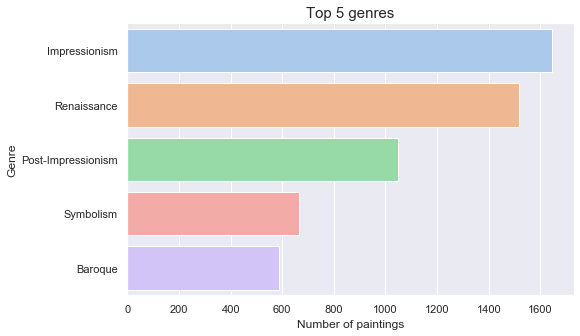 Top 5 genres
Impressionism
Renaissance
Post-Impressionism
Symbolism
Baroque
Genre
0 200 400 600 800 1000 1200 1400 1600
Number of paintings